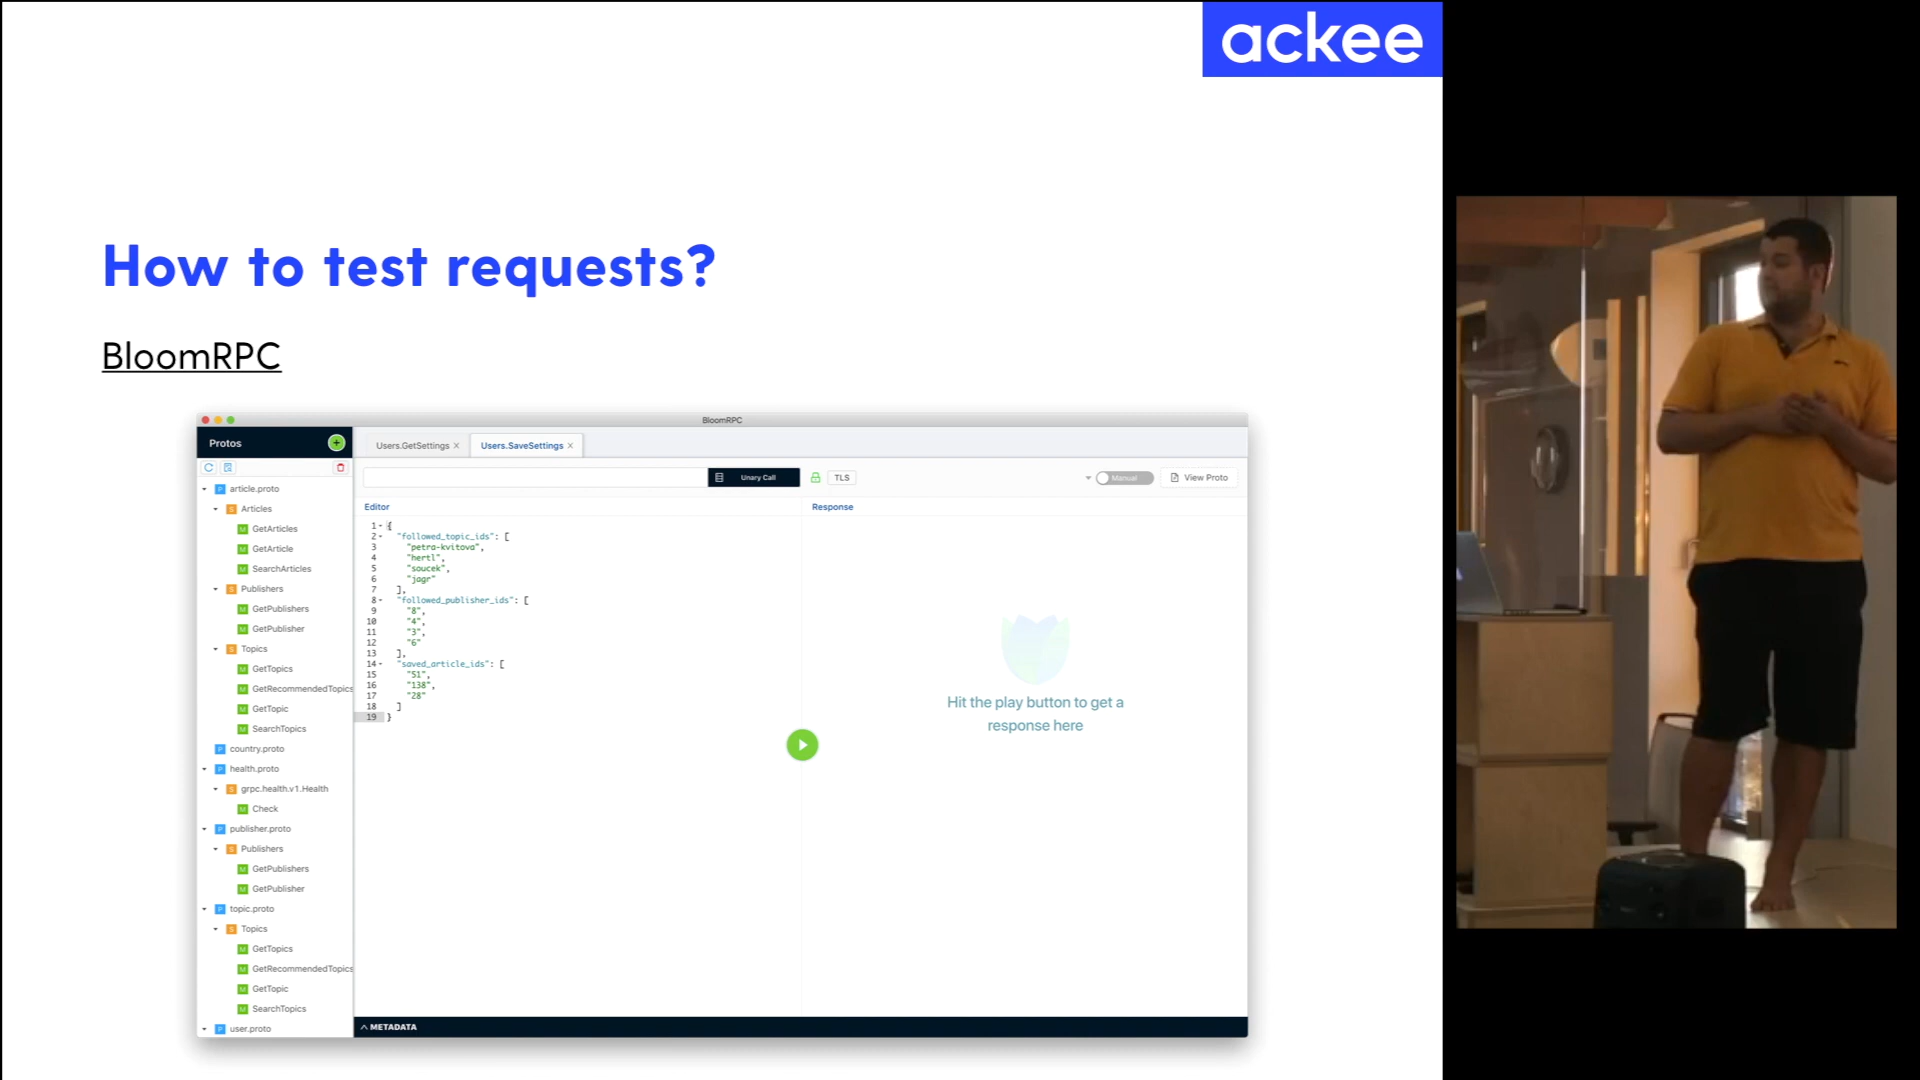 ackee
How to test requests?
BloomRPC
BloomRPC
Protos
Users.GetSettings
Users.SaveSettings
Unary Call
TLS
Manual
View Proto
article.proto
Articles
GetArticles
GetArticle
SearchArticles
Publishers
GetPublishers
GetPublisher
Topics
GetTopics
GetRecommendedTopics
GetTopic
SearchTopics
country.proto
health.proto
grpc.health.v1.Health
Check
publisher.proto
Publishers
GetPublishers
GetPublisher
topic.proto
Topics
GetTopics
GetRecommendedTopics
GetTopic
SearchTopics
user.proto
Editor
1 {
2 "followed_topic_ids": [
3 "petra-kvitova",
4 "hertl",
5 "soucek",
6 "jagr"
7 ],
8 "followed_publisher_ids": [
9 "8",
10 "4",
11 "3",
12 "6"
13 ],
14 "saved_article_ids": [
15 "51",
16 "138",
17 "28"
18 ]
19 }
Response
Hit the play button to get a
response here
METADATA